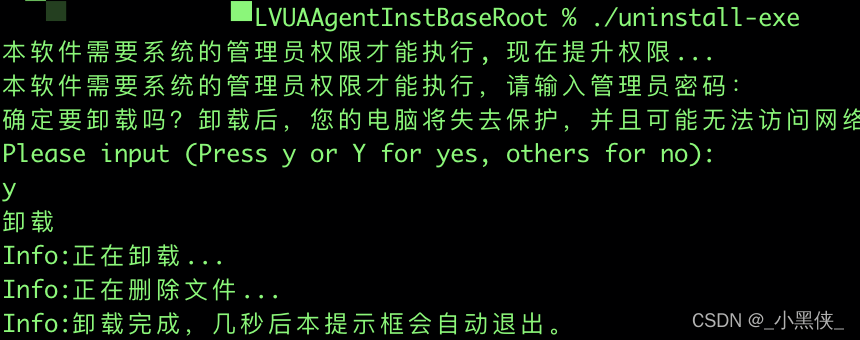 LVUAAgentInstBaseRoot % ./uninstall-exe
本软件需要系统的管理员权限才能执行,现在提升权限...
本软件需要系统的管理员权限才能执行，请输入管理员密码：
确定要卸载吗？卸载后，您的电脑将失去保护，并且可能无法访问网络
Please input (Press y or Y for yes, others for no):
y
卸载
Info:正在卸载...
Info:正在删除文件...
Info:卸载完成，几秒后本提示框会自动退出。
CSDN @_小黑侠_